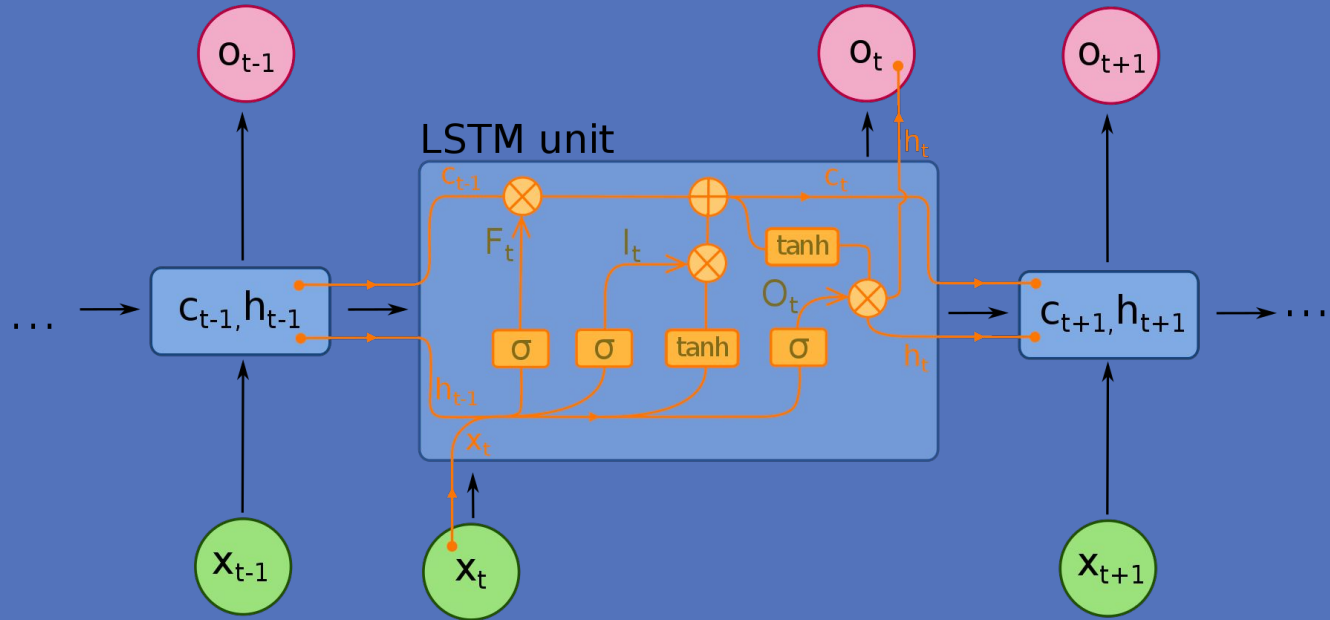 o_{t-1}
o_t
o_{t+1}
LSTM unit
h_t
c_{t-1}
c_t
F_t
I_t
tanh
O_t
...
c_{t-1},h_{t-1}
c_{t+1},h_{t+1}
...
σ
σ
tanh
σ
h_t
h_{t-1}
x_t
x_{t-1}
x_t
x_{t+1}